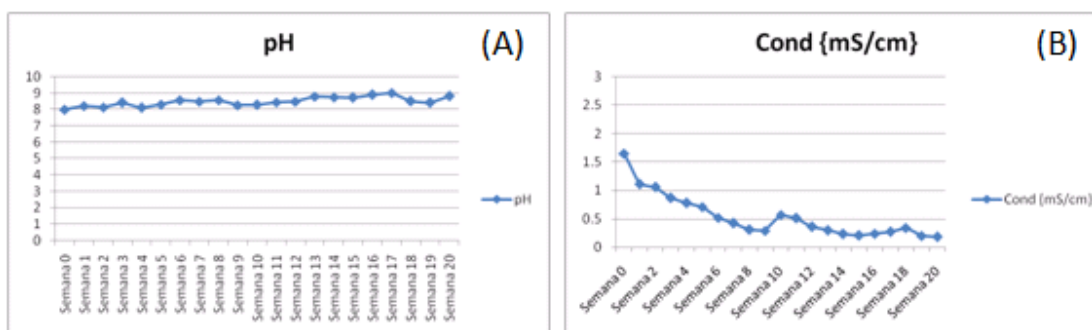 pH
(A)
10
9
8
7
6
5
4
3
2
1
0
Semana 0
Semana 1
Semana 2
Semana 3
Semana 4
Semana 5
Semana 6
Semana 7
Semana 8
Semana 9
Semana 10
Semana 11
Semana 12
Semana 13
Semana 14
Semana 15
Semana 16
Semana 17
Semana 18
Semana 19
Semana 20
pH
Cond {mS/cm}
(B)
3
2.5
2
1.5
1
0.5
0
Semana 0
Semana 2
Semana 4
Semana 6
Semana 8
Semana 10
Semana 12
Semana 14
Semana 16
Semana 18
Semana 20
Cond {mS/cm}